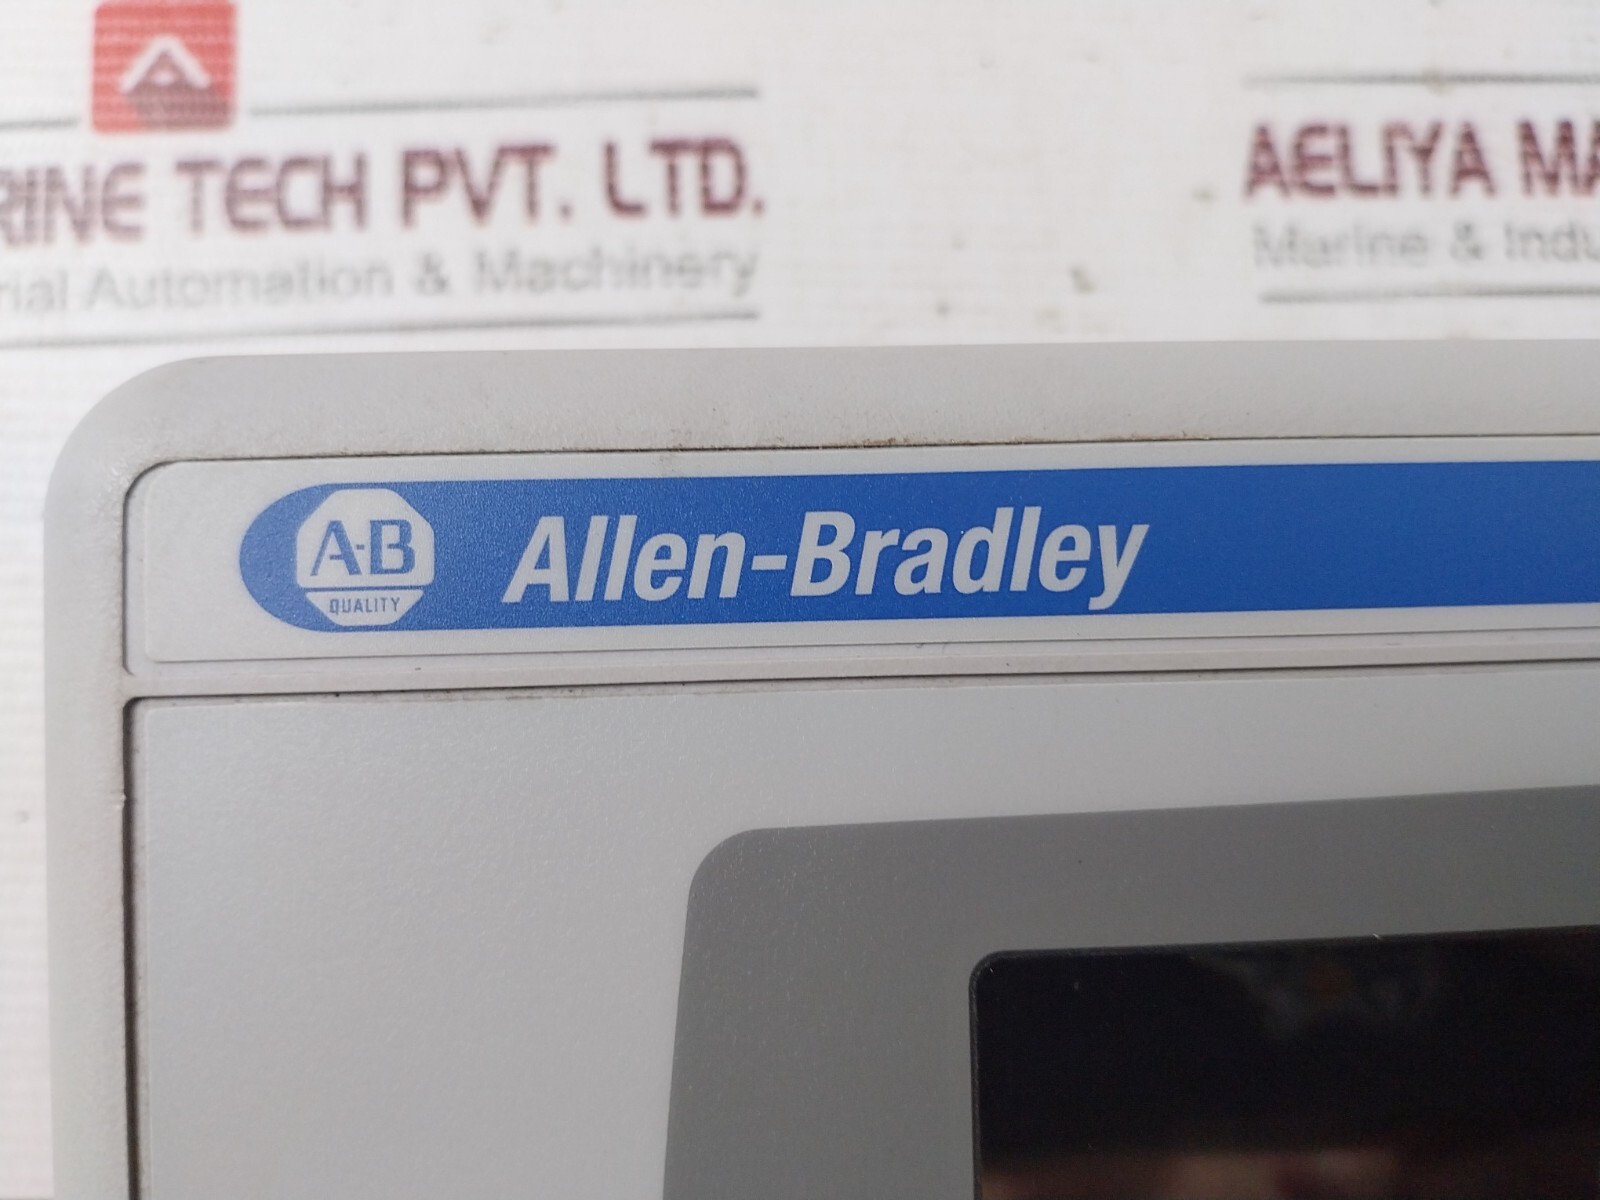 RINE TECH PVT. LTD.
rial Automation & Machinery
AELIYA MA
Marine & Indu
A-B
QUALITY
Allen-Bradley